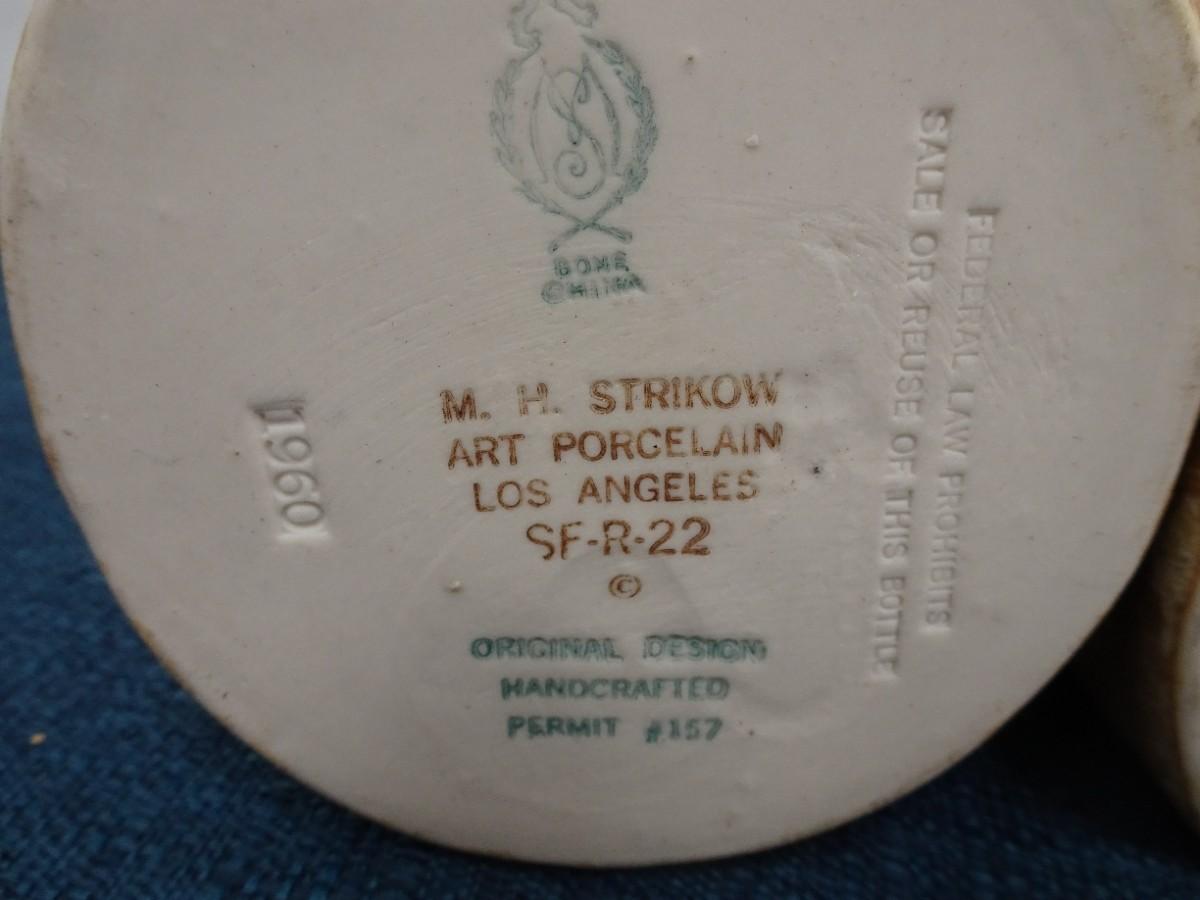 BONE
CHINA
M. H. STRIKOW
ART PORCELAIN
LOS ANGELES
SF-R-22
©
ORIGINAL DESIGN
HANDCRAFTED
PERMIT #157
1960
FEDERAL LAW PROHIBITS
SALE OR REUSE OF THIS BOTTLE